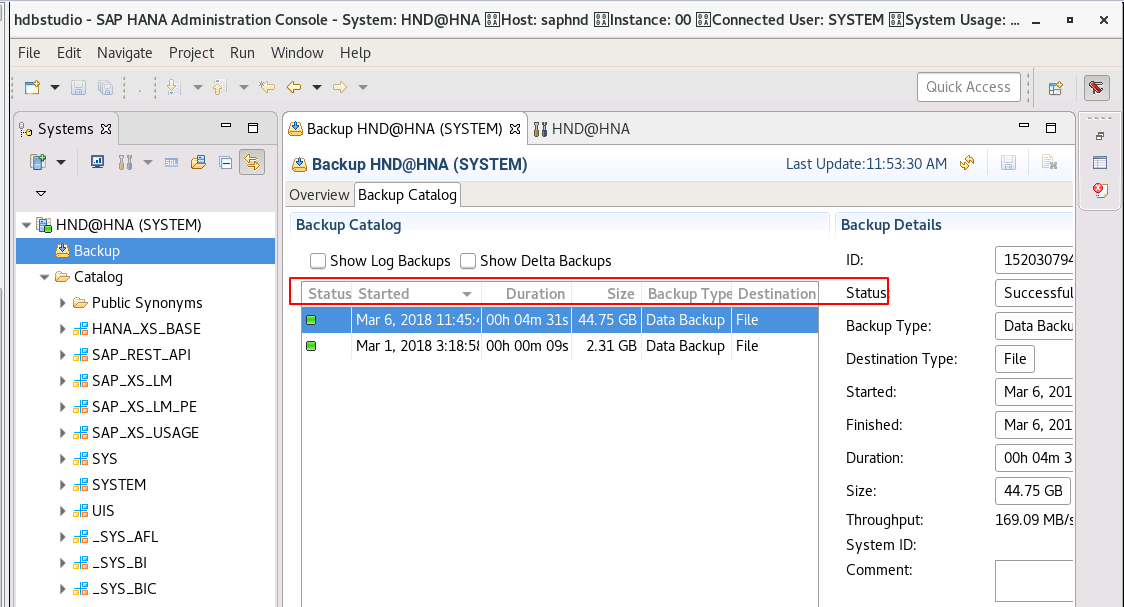 hdbstudio - SAP HANA Administration Console - System: HND@HNA Host: saphnd Instance: 00 Connected User: SYSTEM System Usage: ...
File Edit Navigate Project Run Window Help
Quick Access
Systems
Backup HND@HNA (SYSTEM) HND@HNA
Backup HND@HNA (SYSTEM) Last Update:11:53:30 AM
Overview Backup Catalog
HND@HNA (SYSTEM)
Backup
Catalog
Public Synonyms
HANA_XS_BASE
SAP_REST_API
SAP_XS_LM
SAP_XS_LM_PE
SAP_XS_USAGE
SYS
SYSTEM
UIS
_SYS_AFL
_SYS_BI
_SYS_BIC
Backup Catalog
Show Log Backups Show Delta Backups
Status Started Duration Size Backup Type Destination
Mar 6, 2018 11:45:4 00h 04m 31s 44.75 GB Data Backup File
Mar 1, 2018 3:18:58 00h 00m 09s 2.31 GB Data Backup File
Backup Details
ID: 152030794
Status: Successful
Backup Type: Data Backu
Destination Type: File
Started: Mar 6, 201
Finished: Mar 6, 201
Duration: 00h 04m 3
Size: 44.75 GB
Throughput: 169.09 MB/s
System ID:
Comment: